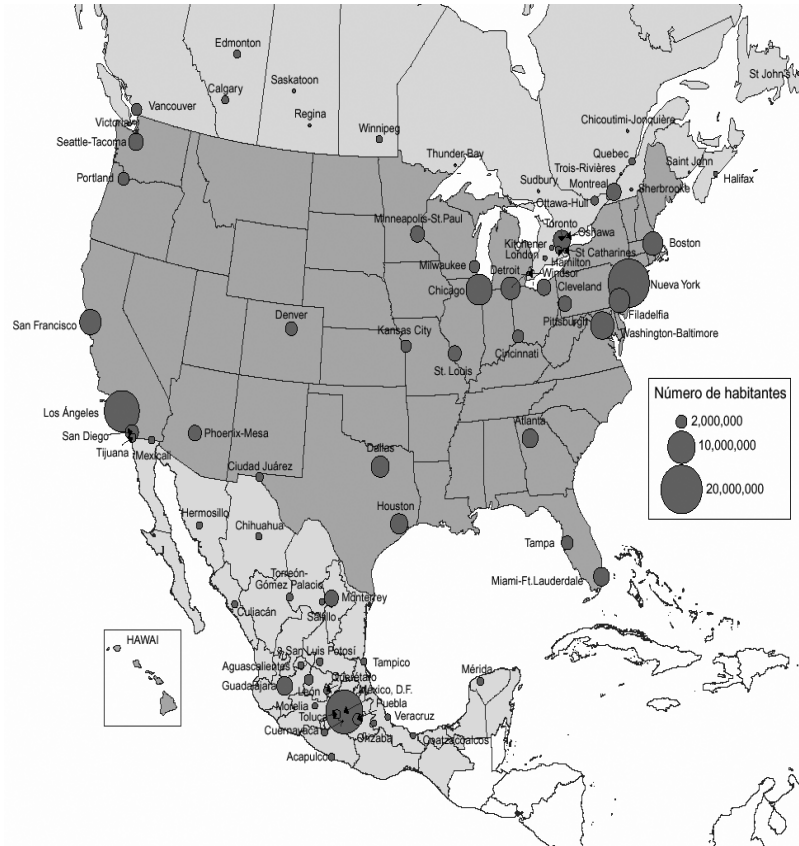 Edmonton
Saskatoon
St John's
Calgary
Regina
Vancouver
Victoria
Seattle-Tacoma
Winnipeg
Chicoutimi-Jonquière
Thunder-Bay
Quebec
Saint John
Trois-Rivières
Portland
Sudbury
Montreal
Halifax
Sherbrooke
Ottawa-Hull
Minneapolis-St.Paul
Toronto
Oshawa
Kitchener
Boston
London
St Catharines
Hamilton
Milwaukee
Detroit
Windsor
Chicago
Cleveland
Nueva York
Filadelfia
Denver
San Francisco
Kansas City
Pittsburgh
Washington-Baltimore
Cincinnati
St. Louis
Número de habitantes
2,000,000
10,000,000
20,000,000
Los Ángeles
San Diego
Phoenix-Mesa
Atlanta
Tijuana
Mexicali
Dallas
Ciudad Juárez
Houston
Hermosillo
Chihuahua
Tampa
Miami-Ft.Lauderdale
Torreón-
Gómez Palacio
Monterrey
Culiacán
Saltillo
HAWAI
San Luis Potosí
Aguascalientes
Tampico
Mérida
Querétaro
Guadalajara
León
México, D.F.
Morelia
Puebla
Toluca
Veracruz
Cuernavaca
Orizaba
Coatzacoalcos
Acapulco